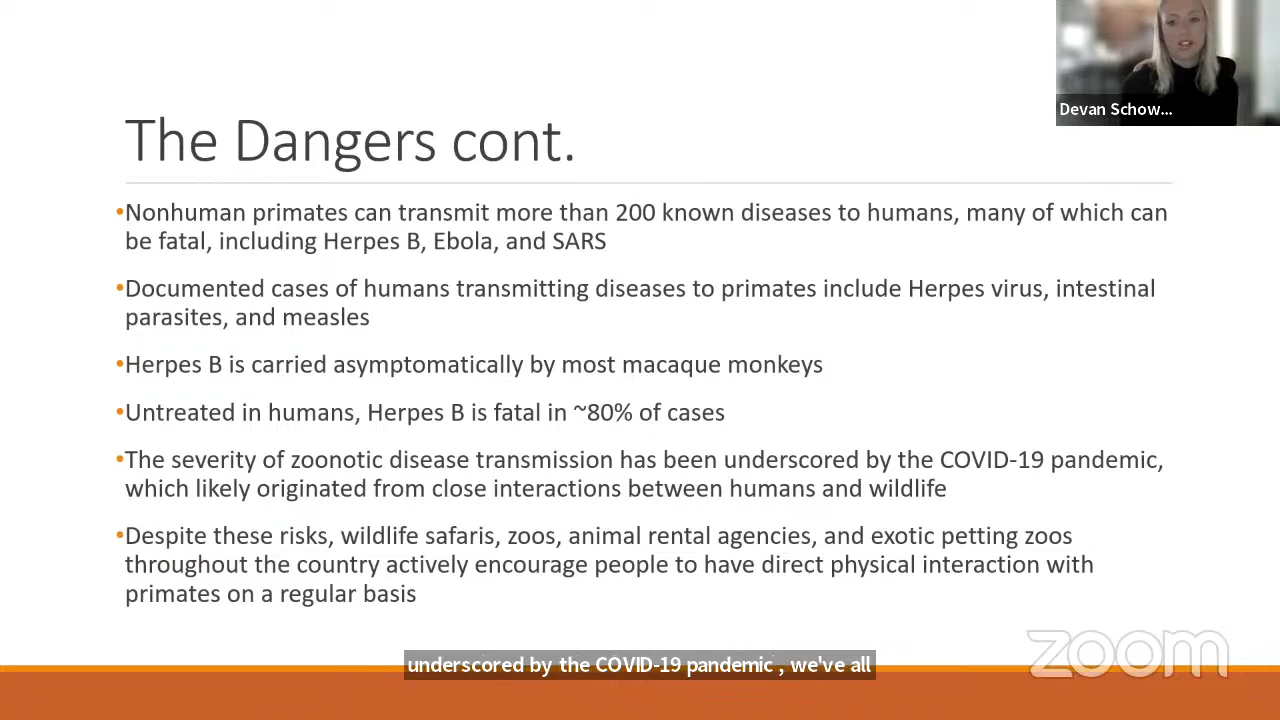 Devan Schow...
The Dangers cont.
•Nonhuman primates can transmit more than 200 known diseases to humans, many of which can
be fatal, including Herpes B, Ebola, and SARS
•Documented cases of humans transmitting diseases to primates include Herpes virus, intestinal
parasites, and measles
•Herpes B is carried asymptomatically by most macaque monkeys
•Untreated in humans, Herpes B is fatal in ~80% of cases
•The severity of zoonotic disease transmission has been underscored by the COVID-19 pandemic,
which likely originated from close interactions between humans and wildlife
•Despite these risks, wildlife safaris, zoos, animal rental agencies, and exotic petting zoos
throughout the country actively encourage people to have direct physical interaction with
primates on a regular basis
zoom
underscored by the COVID-19 pandemic , we've all